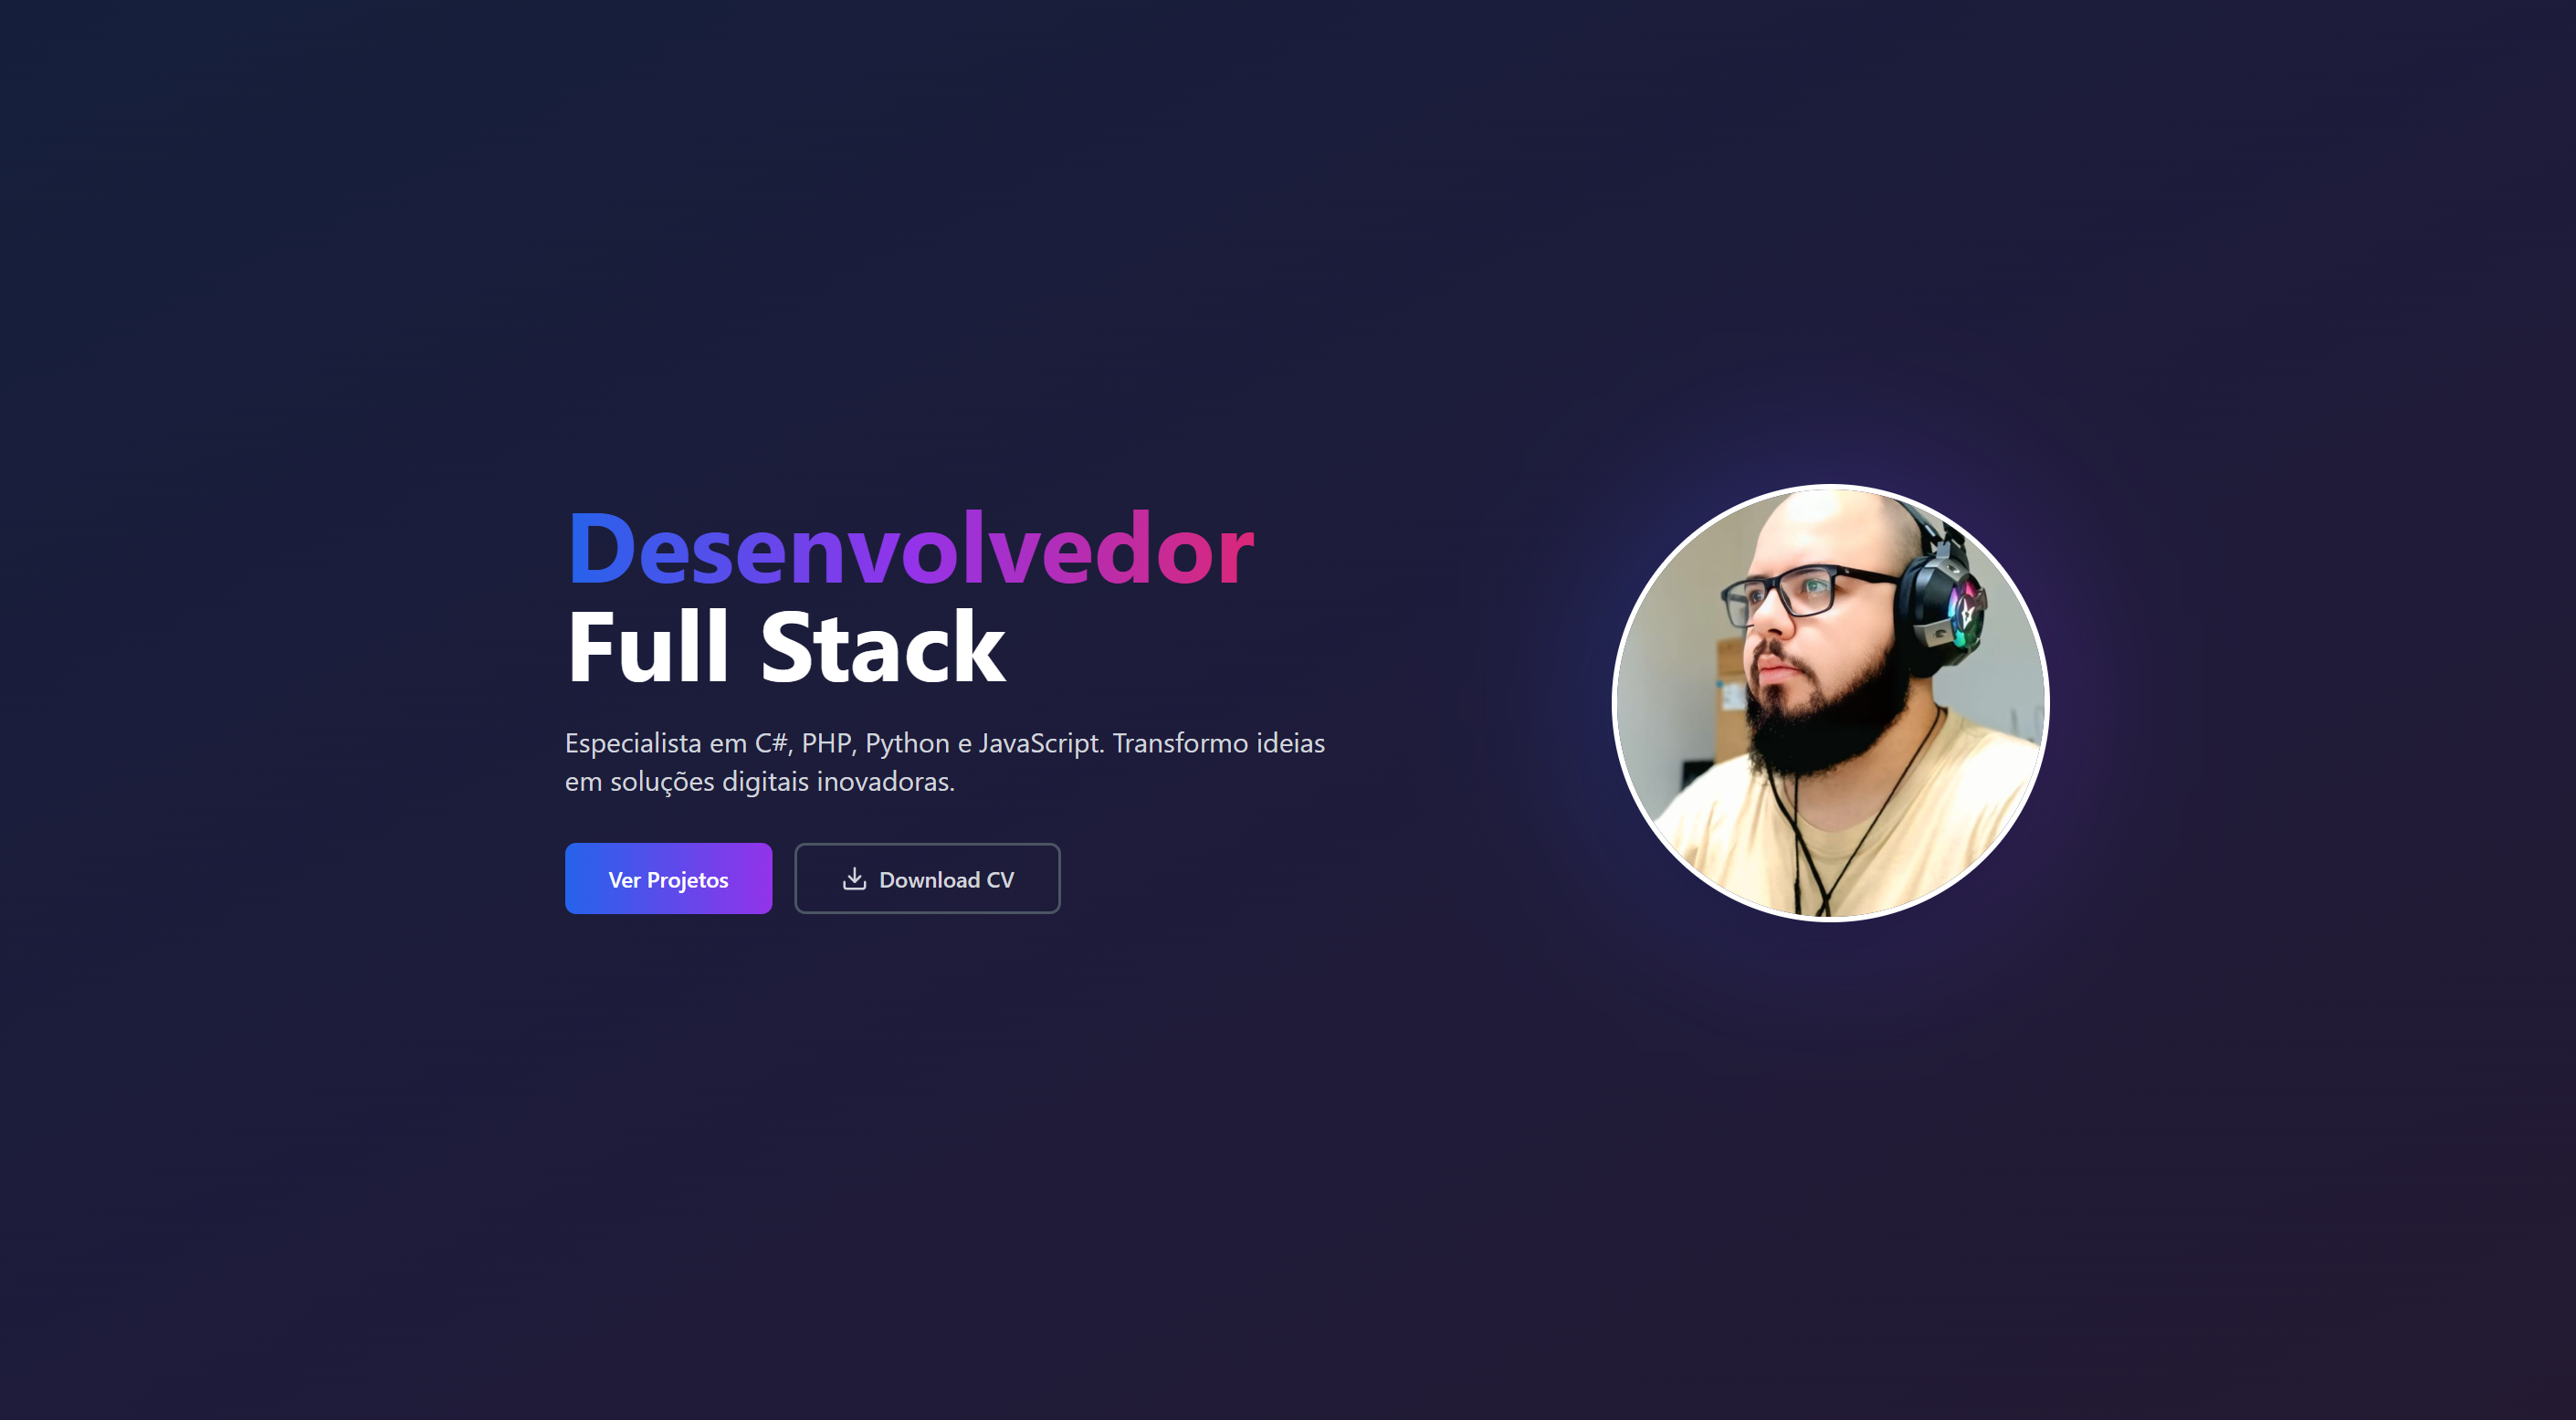 Desenvolvedor
Full Stack
Especialista em C#, PHP, Python e JavaScript. Transformo ideias
em soluções digitais inovadoras.
Ver Projetos
Download CV